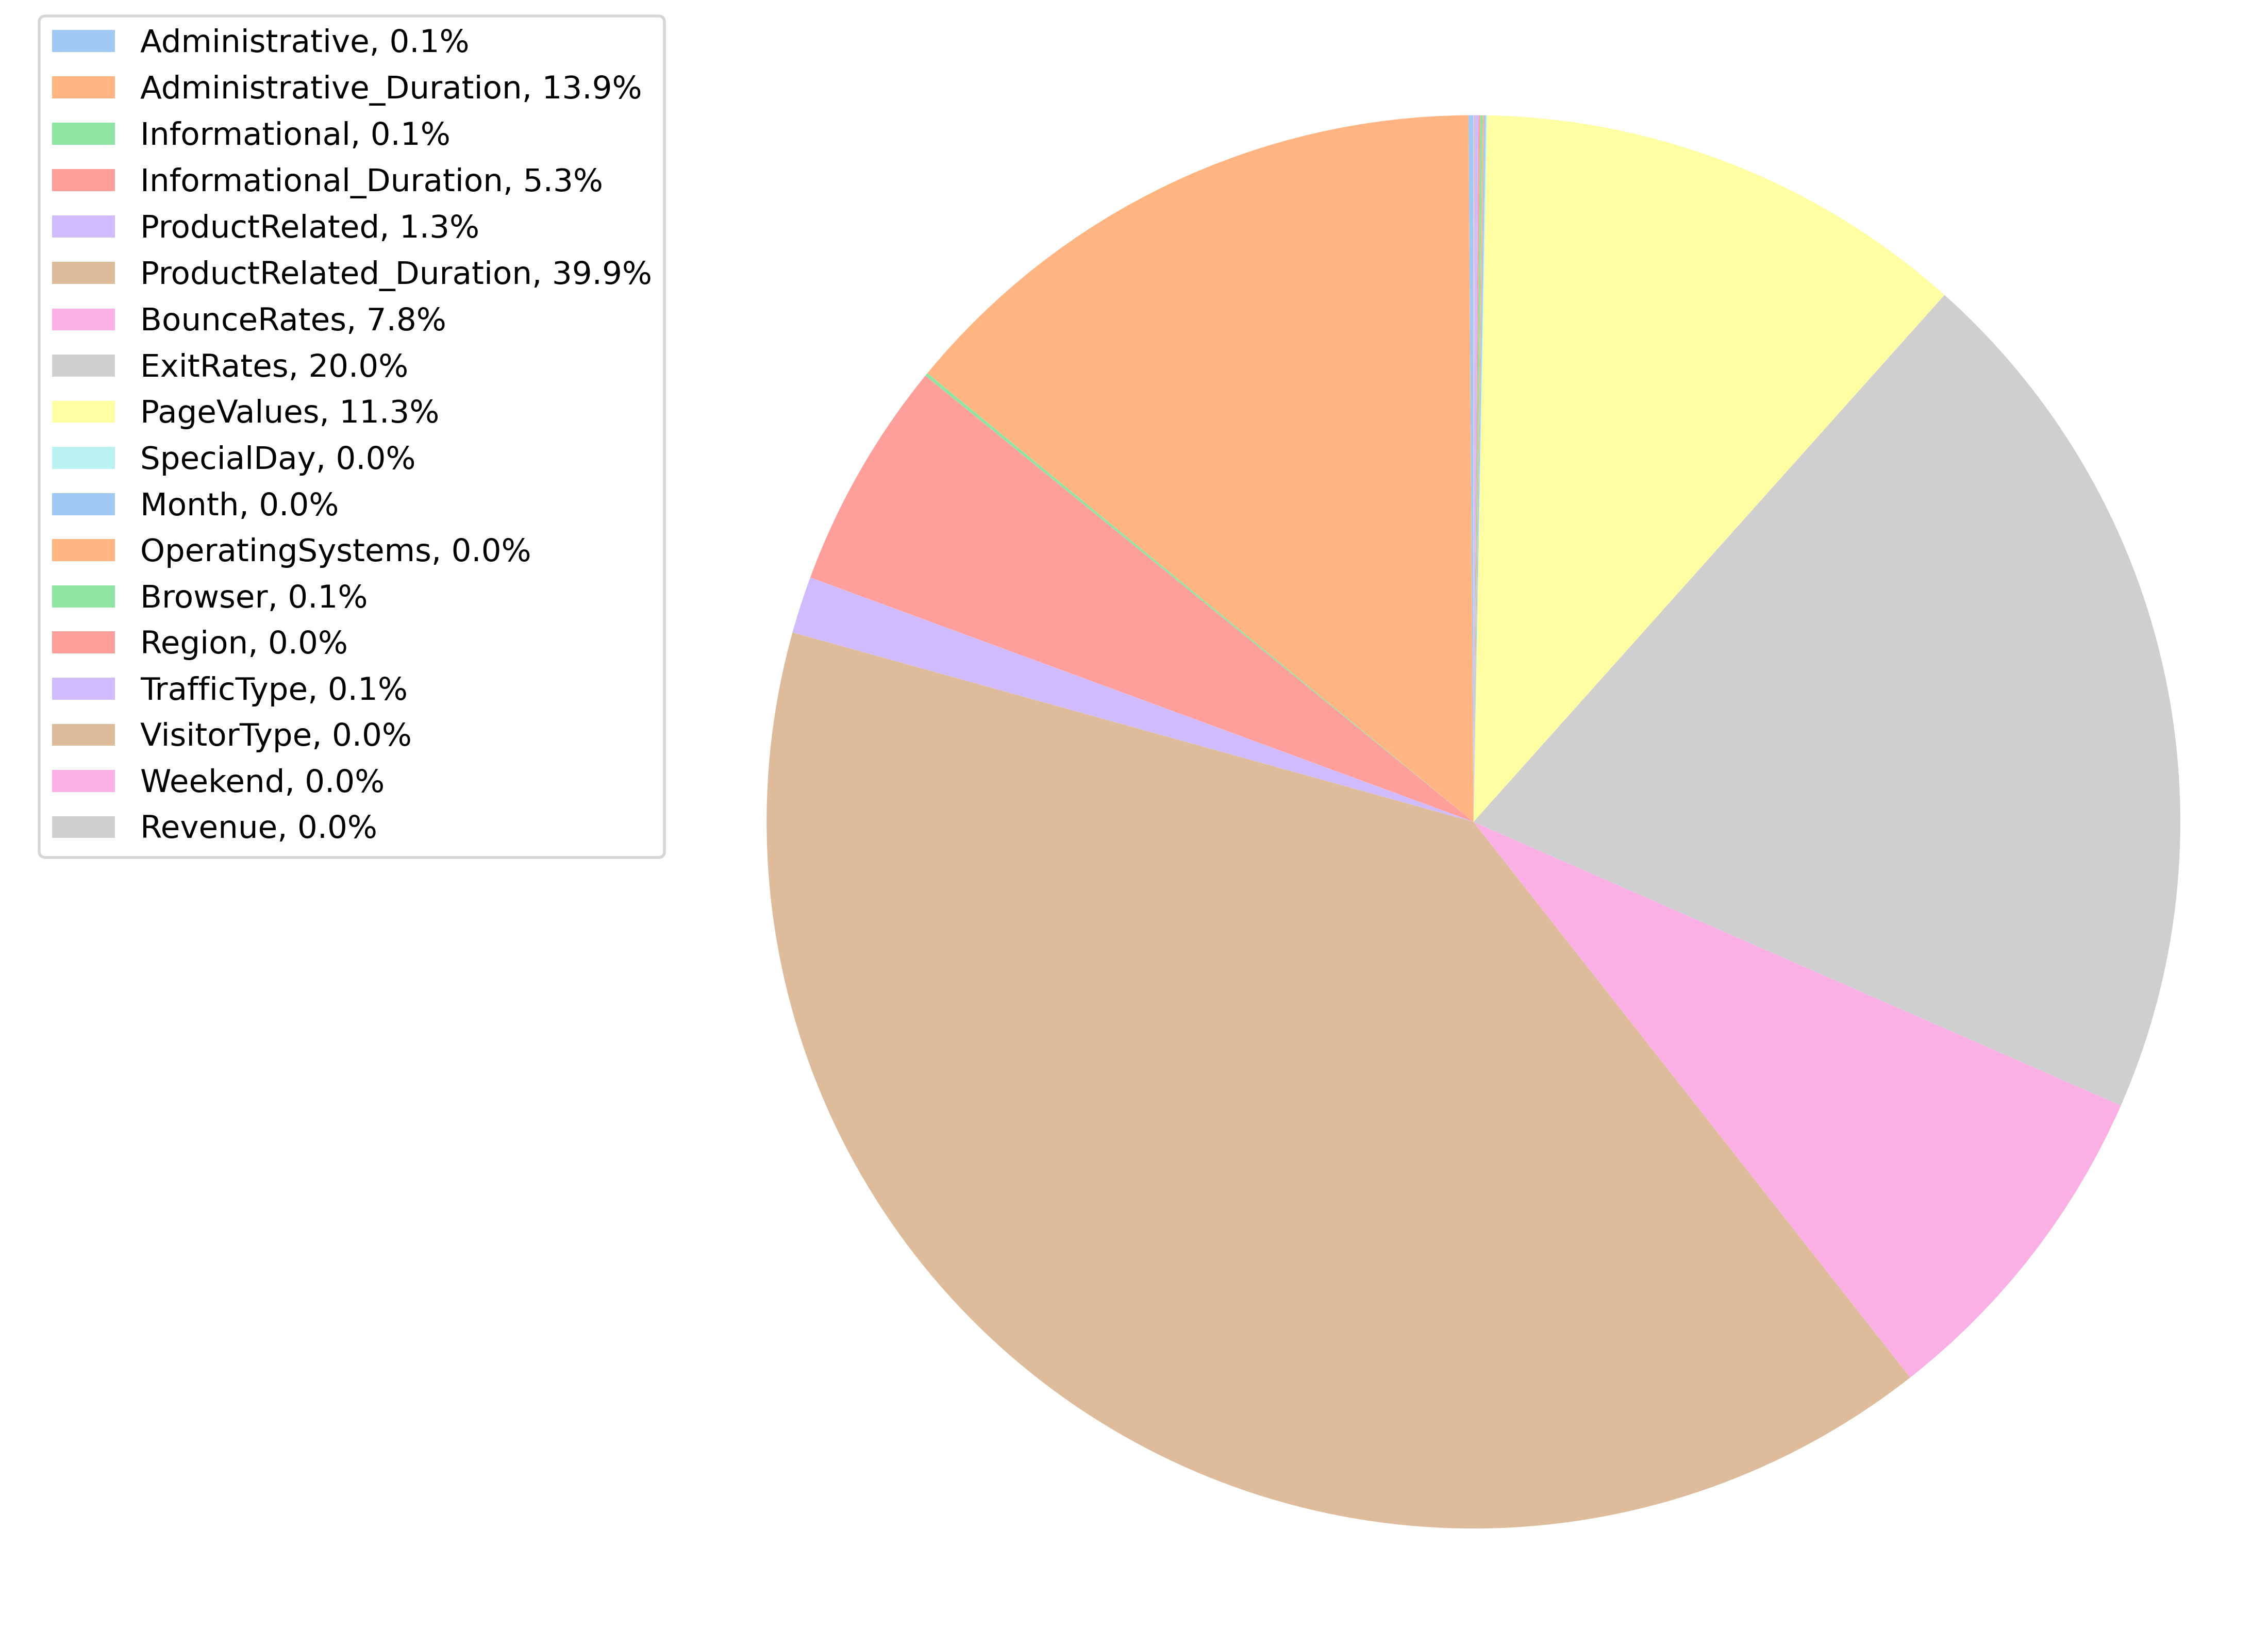 Administrative, 0.1%
Administrative_Duration, 13.9%
Informational, 0.1%
Informational_Duration, 5.3%
ProductRelated, 1.3%
ProductRelated_Duration, 39.9%
BounceRates, 7.8%
ExitRates, 20.0%
PageValues, 11.3%
SpecialDay, 0.0%
Month, 0.0%
OperatingSystems, 0.0%
Browser, 0.1%
Region, 0.0%
TrafficType, 0.1%
VisitorType, 0.0%
Weekend, 0.0%
Revenue, 0.0%